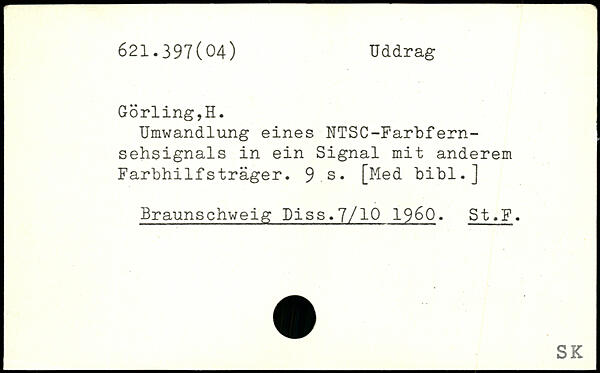 621.397(04) Uddrag
Görling,H.
Umwandlung eines NTSC-Farbfern-
sehsignals in ein Signal mit anderem
Farbhilfsträger. 9 s. [Med bibl.]
Braunschweig Diss.7/10 1960. St.F.
SK